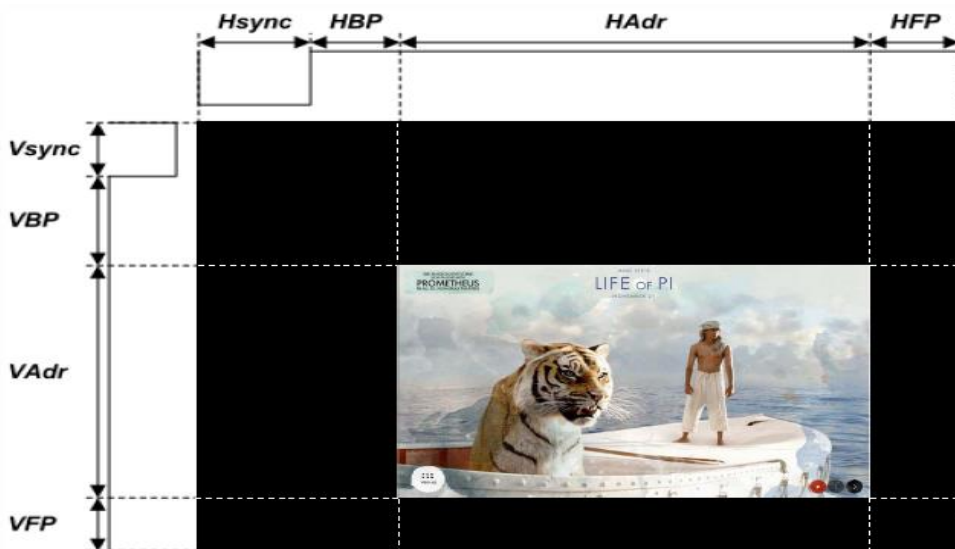 Hsync HBP HAdr HFP
Vsync
VBP
VAdr
PROMETHEUS
LIFE OF PI
VFP